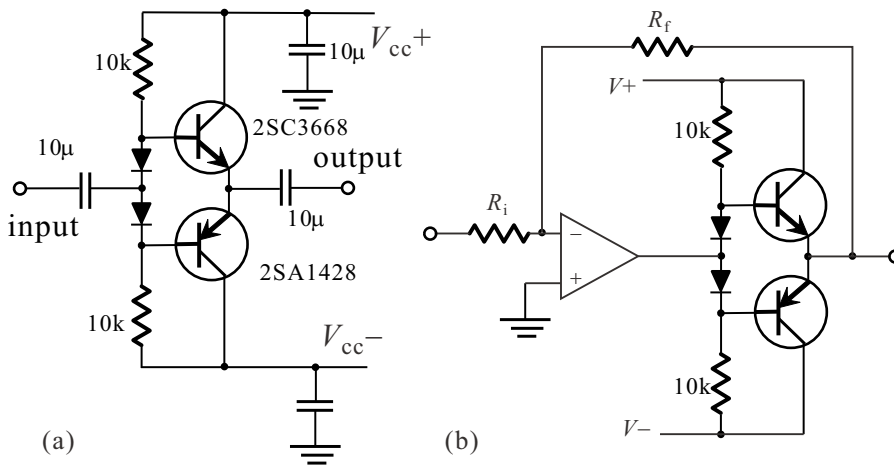 10k
10μ
V_cc+
2SC3668
10μ
output
input
10μ
2SA1428
10k
V_cc−
(a)
R_f
V+
10k
R_i
−
+
10k
V−
(b)